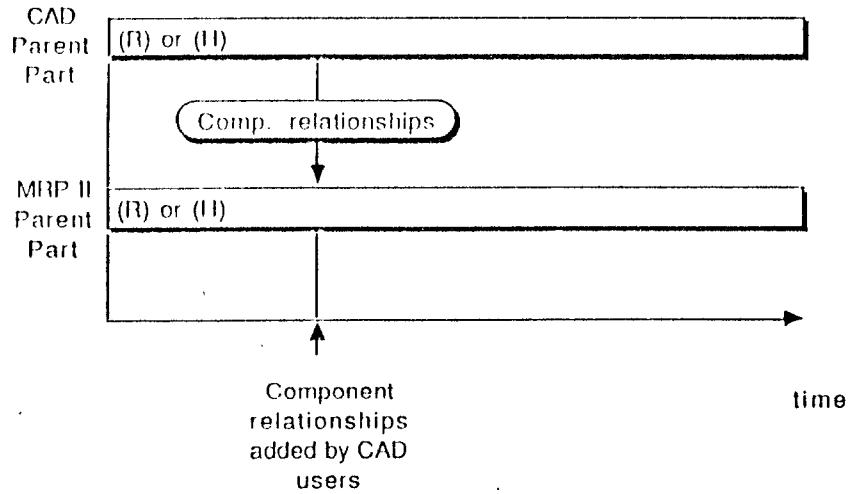 CAD
Parent
Part
(R) or (H)
Comp. relationships
MRP II
Parent
Part
(R) or (H)
Component
relationships
added by CAD
users
time